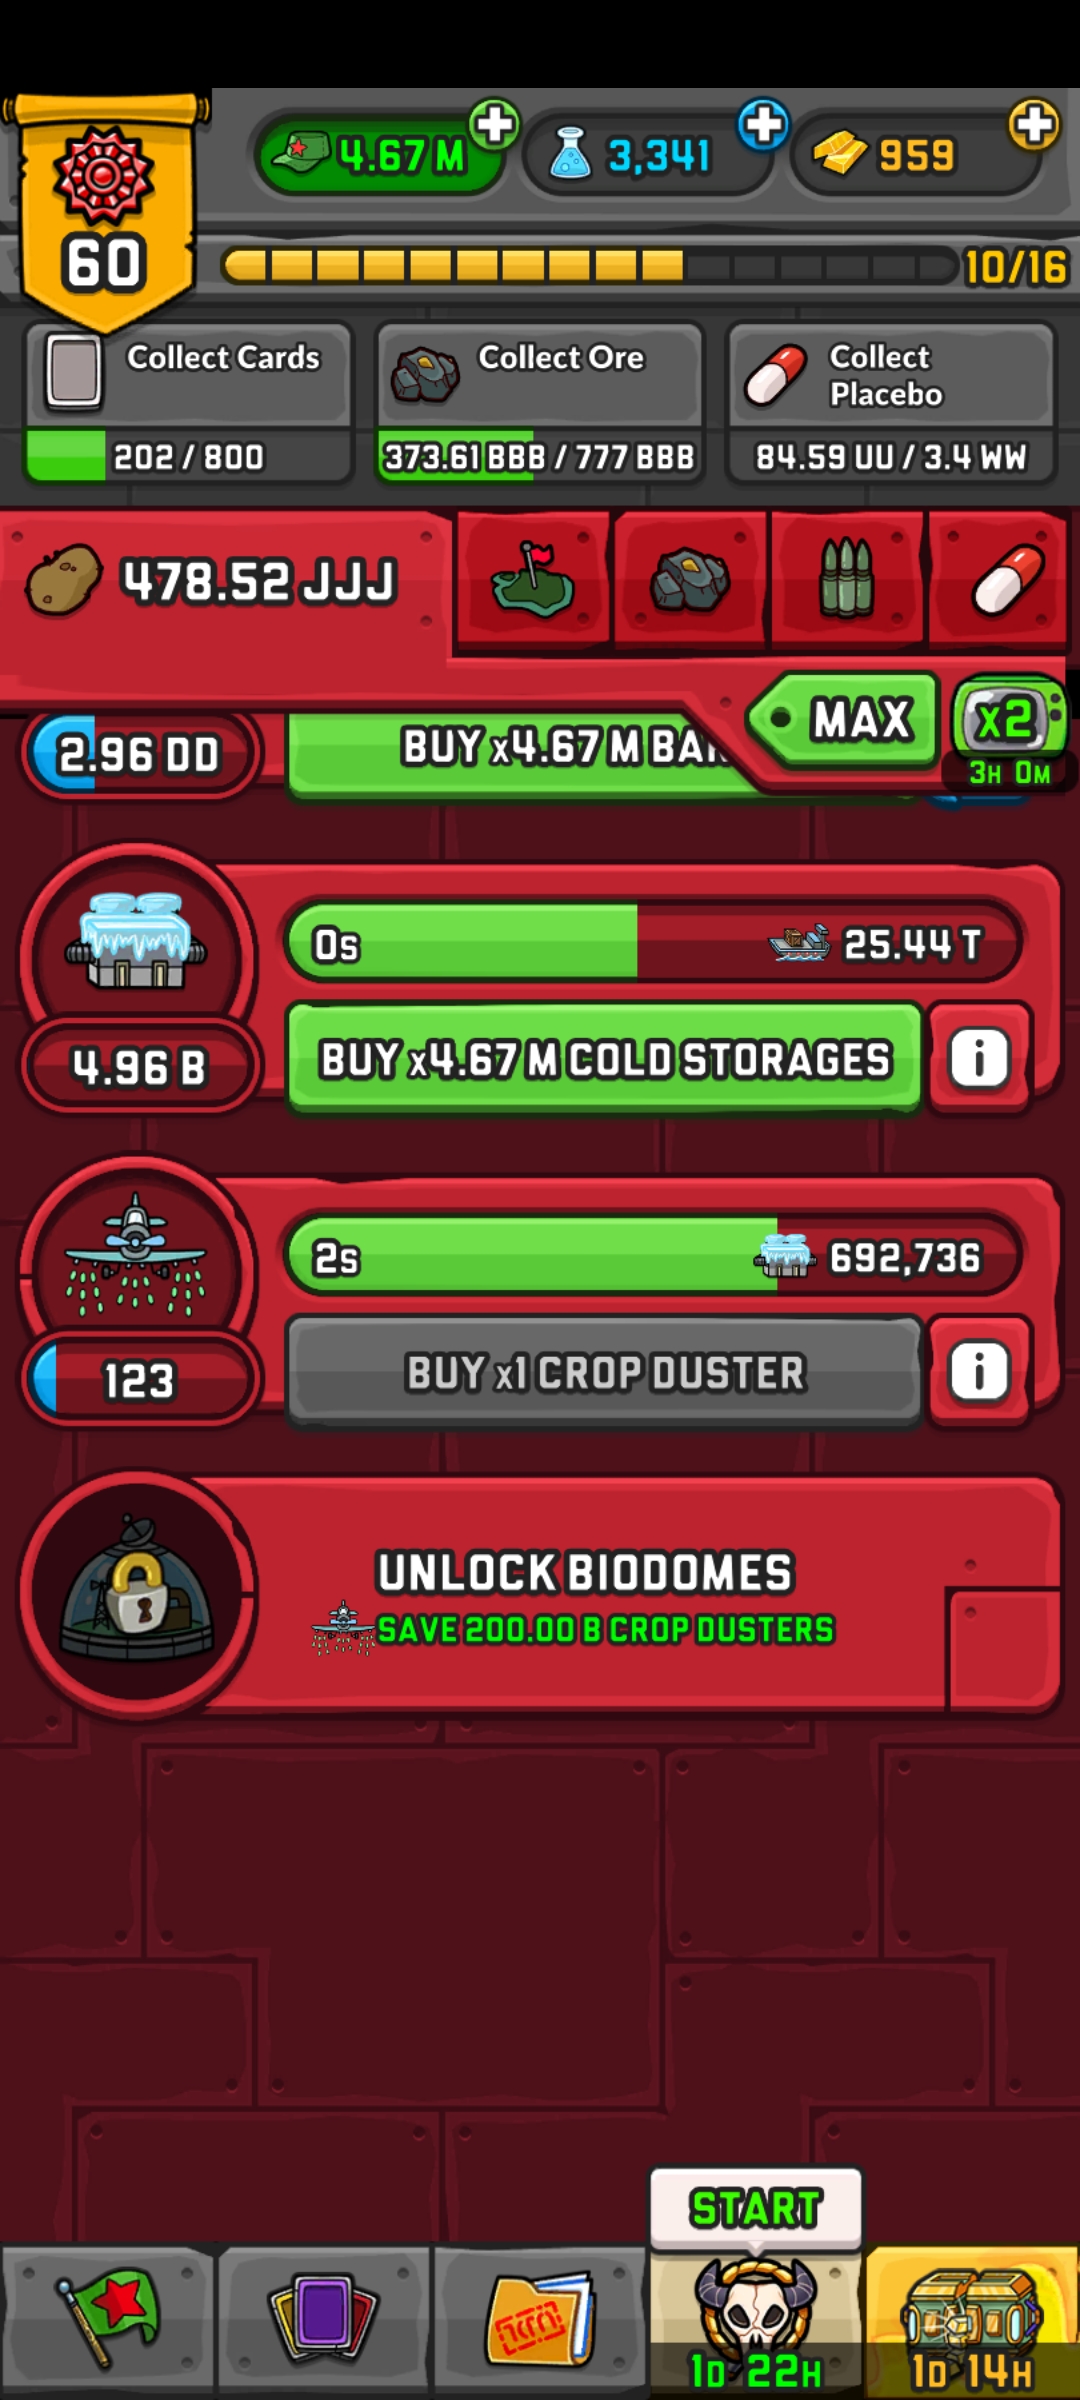 4.67 M
3,341
959
60
10/16
Collect Cards
202 / 800
Collect Ore
373.61 BBB / 777 BBB
Collect
Placebo
84.59 UU / 3.4 WW
478.52 JJJ
MAX
x2
3H 0M
2.96 DD
BUY x4.67 M
0s
25.44 T
4.96 B
BUY x4.67 M COLD STORAGES
i
2s
692,736
123
BUY x1 CROP DUSTER
i
UNLOCK BIODOMES
SAVE 200.00 B CROP DUSTERS
START
1D 22H
1D 14H